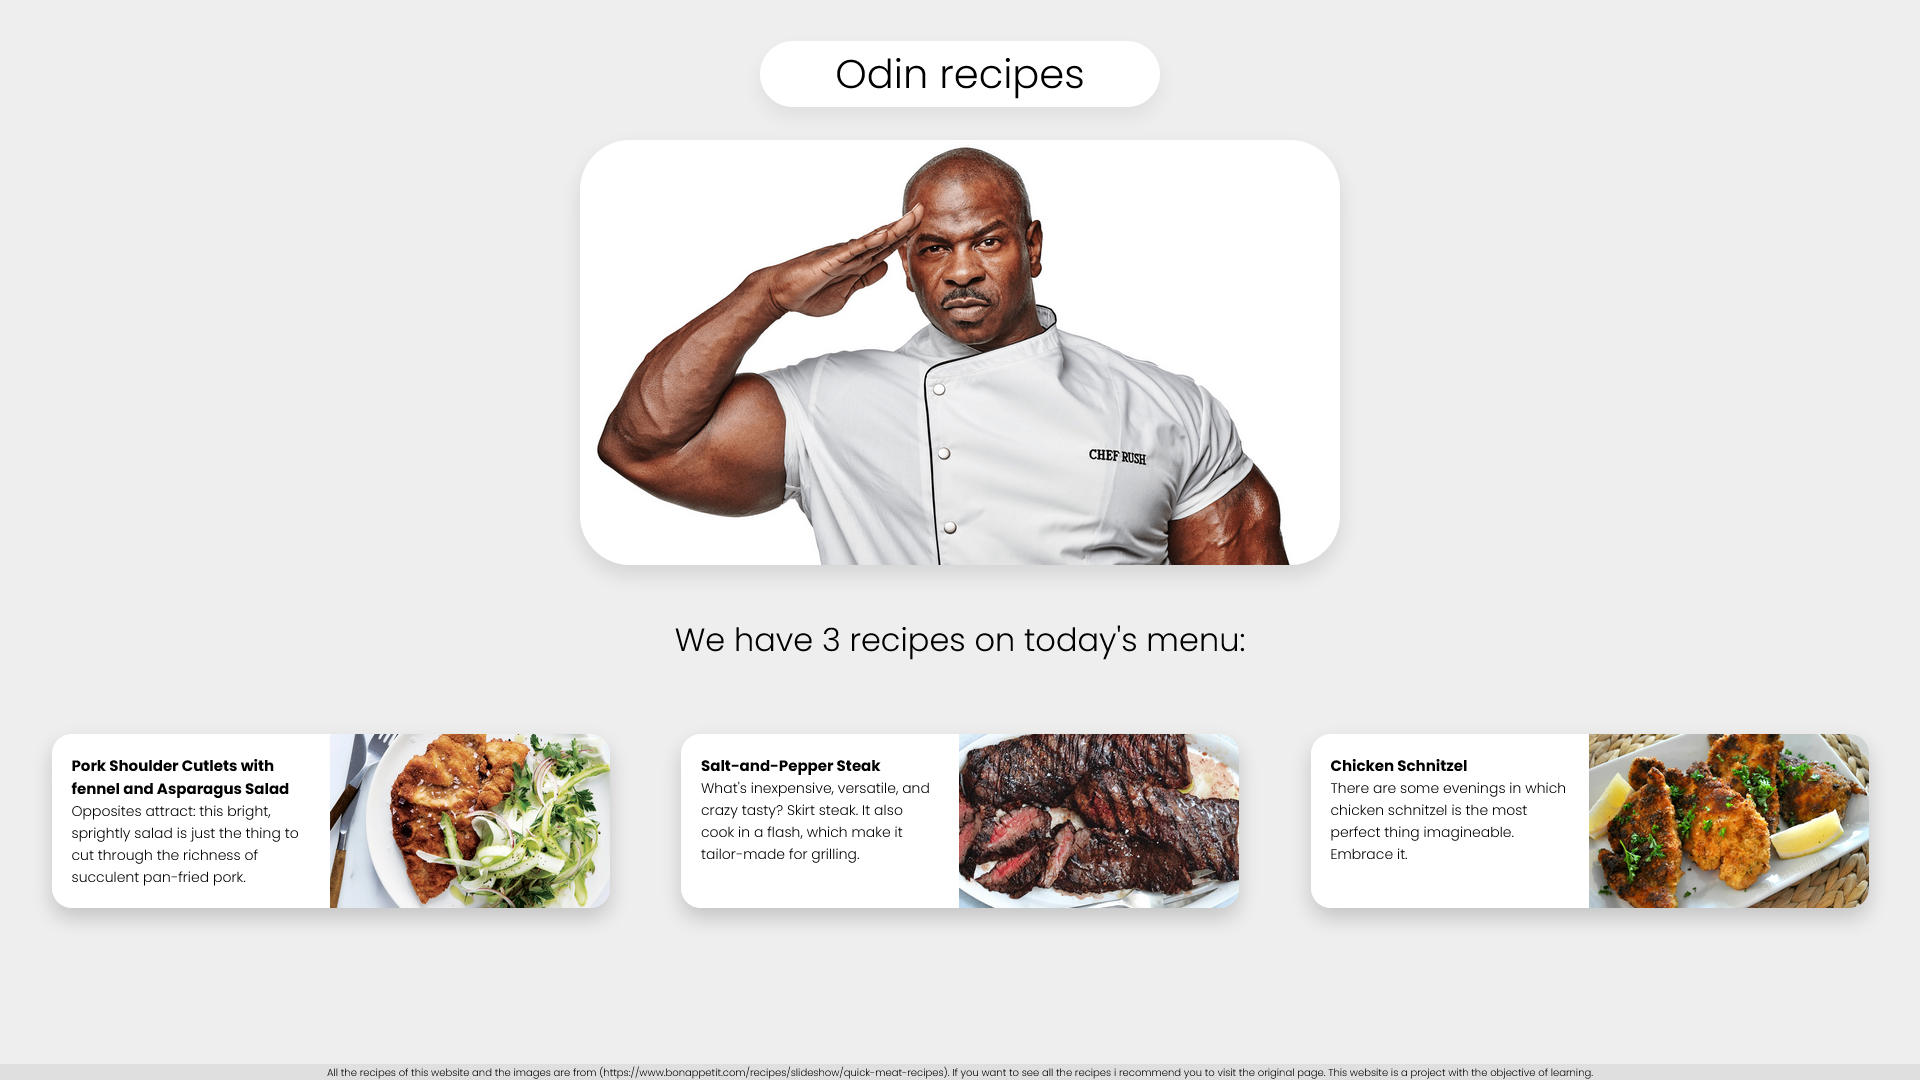 Odin recipes
CHEF RUSH
We have 3 recipes on today's menu:
Pork Shoulder Cutlets with
fennel and Asparagus Salad
Opposites attract: this bright,
sprightly salad is just the thing to
cut through the richness of
succulent pan-fried pork.
Salt-and-Pepper Steak
What's inexpensive, versatile, and
crazy tasty? Skirt steak. It also
cook in a flash, which make it
tailor-made for grilling.
Chicken Schnitzel
There are some evenings in which
chicken schnitzel is the most
perfect thing imagineable.
Embrace it.
All the recipes of this website and the images are from (https://www.bonappetit.com/recipes/slideshow/quick-meat-recipes). If you want to see all the recipes i recommend you to visit the original page. This website is a project with the objective of learning.